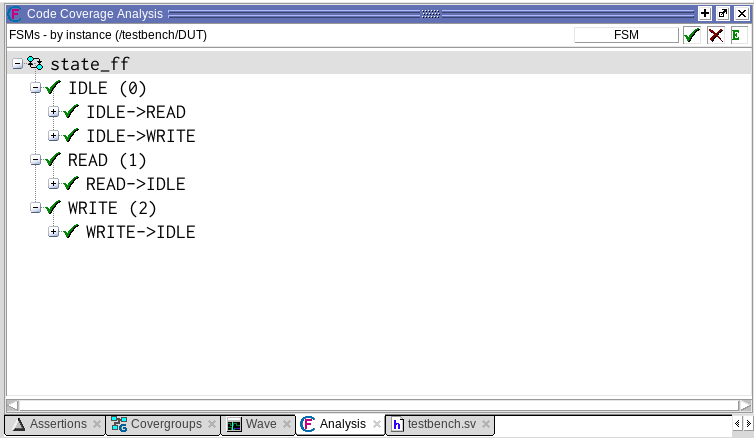 Code Coverage Analysis
FSMs - by instance (/testbench/DUT) FSM E
state_ff
IDLE (0)
IDLE->READ
IDLE->WRITE
READ (1)
READ->IDLE
WRITE (2)
WRITE->IDLE
Assertions Covergroups Wave Analysis h testbench.sv